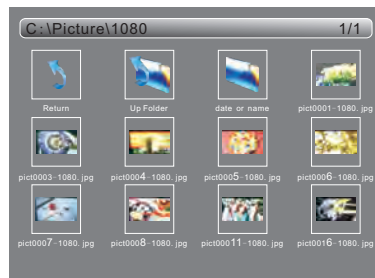 C:\Picture\1080 1/1
Return Up Folder date or name pict0001-1080. jpg
pict0003-1080. jpg pict0004-1080. jpg pict0005-1080. jpg pict0006-1080. jpg
pict0007-1080. jpg pict0008-1080. jpg pict00011-1080. jpg pict0016-1080. jpg